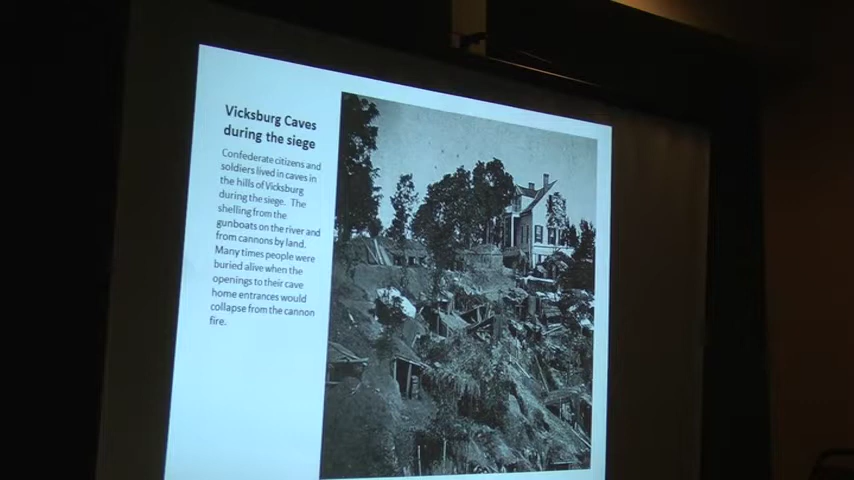 Vicksburg Caves
during the siege
Confederate citizens and
soldiers lived in caves in
the hills of Vicksburg
during the siege. The
shelling from the
gunboats on the river and
from cannons by land.
Many times people were
buried alive when the
openings to their cave
home entrances would
collapse from the cannon
fire.